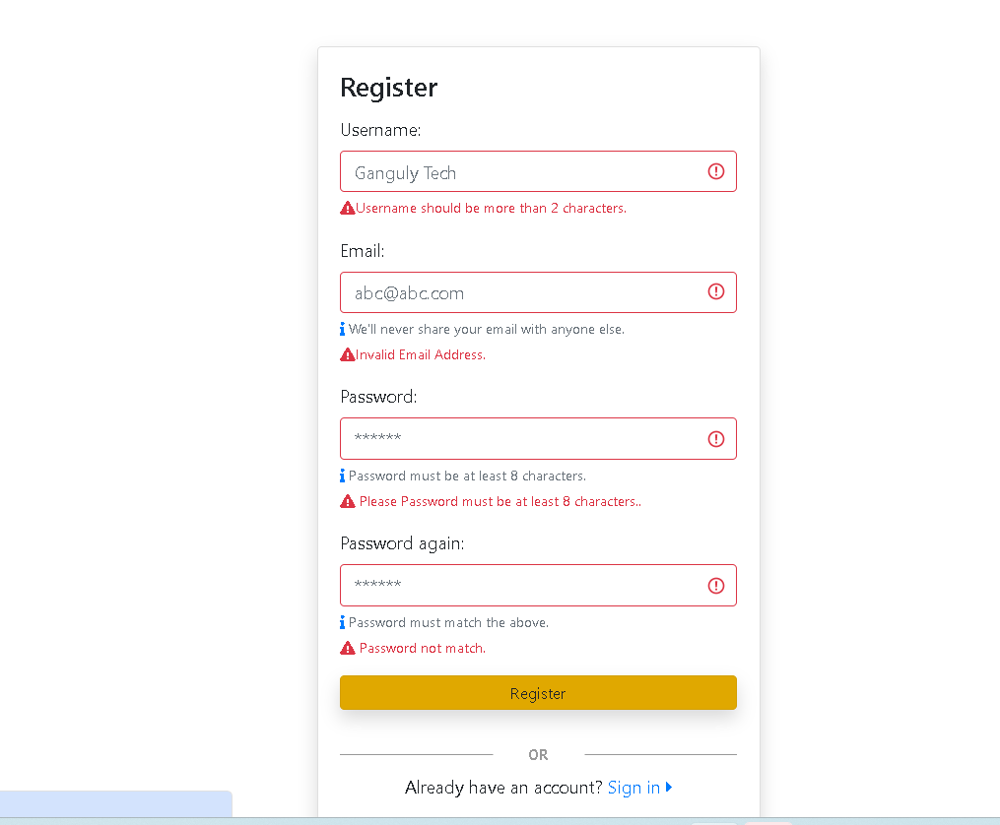 Register
Username:
Ganguly Tech
Username should be more than 2 characters.
Email:
abc@abc.com
We'll never share your email with anyone else.
Invalid Email Address.
Password:
******
Password must be at least 8 characters.
Please Password must be at least 8 characters..
Password again:
******
Password must match the above.
Password not match.
Register
OR
Already have an account? Sign in